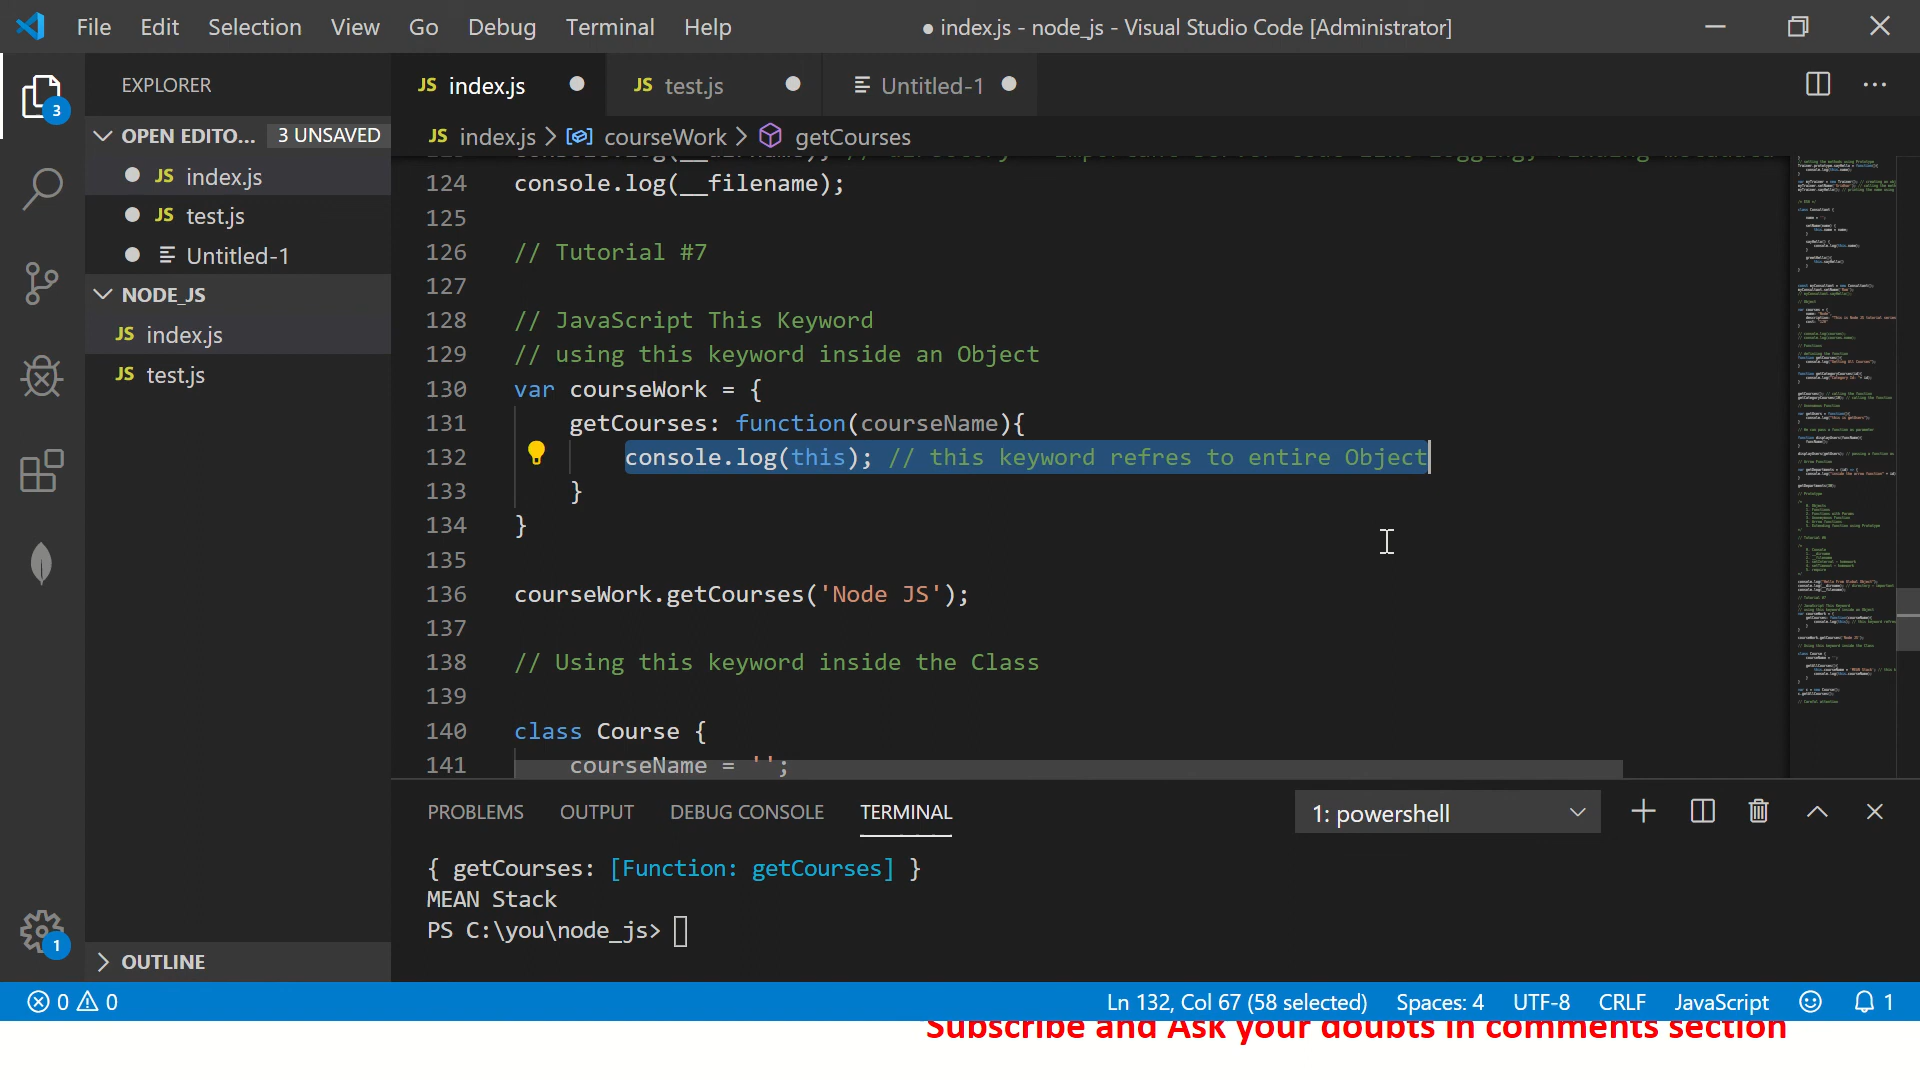 File Edit Selection View Go Debug Terminal Help
● index.js - node_js - Visual Studio Code [Administrator]
EXPLORER
JS index.js
JS test.js
Untitled-1
3
OPEN EDITO... 3 UNSAVED
JS index.js > courseWork > getCourses
JS index.js
JS test.js
Untitled-1
NODE_JS
JS index.js
JS test.js
OUTLINE
1
124 console.log(__filename);
125
126 // Tutorial #7
127
128 // JavaScript This Keyword
129 // using this keyword inside an Object
130 var courseWork = {
131 getCourses: function(courseName){
132 console.log(this); // this keyword refres to entire Object
133 }
134 }
135
136 courseWork.getCourses('Node JS');
137
138 // Using this keyword inside the Class
139
140 class Course {
141 courseName = '';
PROBLEMS OUTPUT DEBUG CONSOLE TERMINAL 1: powershell
{ getCourses: [Function: getCourses] }
MEAN Stack
PS C:\you\node_js>
0 0
Ln 132, Col 67 (58 selected) Spaces: 4 UTF-8 CRLF JavaScript 1
Subscribe and Ask your doubts in comments section